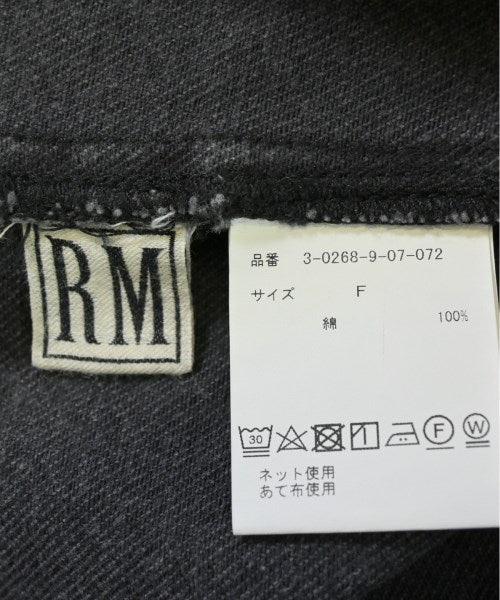 RM
品番 3-0268-9-07-072
サイズ F
綿 100%
30 F W
ネット使用
あて布使用